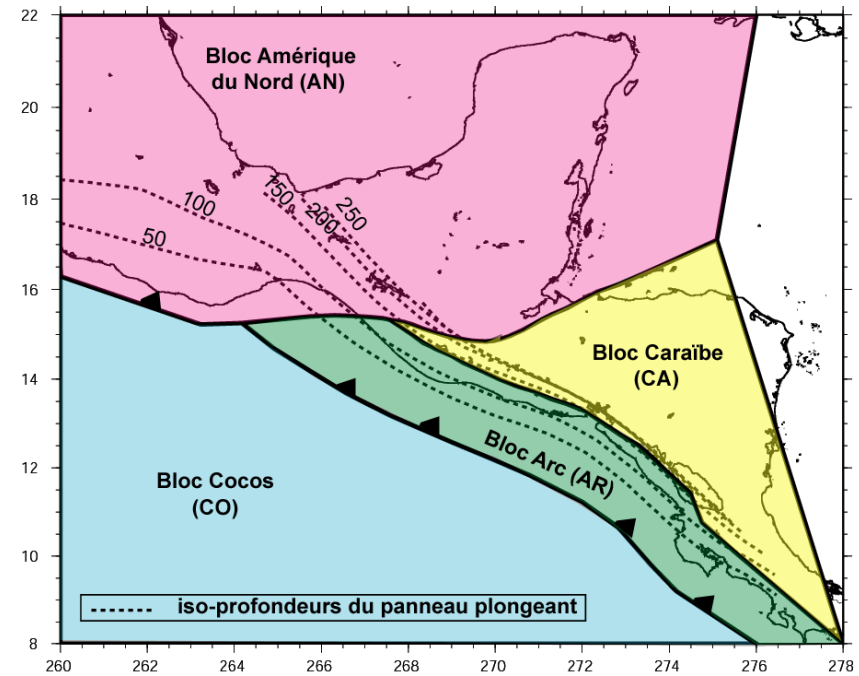 22
20
18
16
14
12
10
8
Bloc Amérique
du Nord (AN)
100
50
150
200
250
Bloc Caraïbe
(CA)
Bloc Arc (AR)
Bloc Cocos
(CO)
iso-profondeurs du panneau plongeant
260
262
264
266
268
270
272
274
276
278